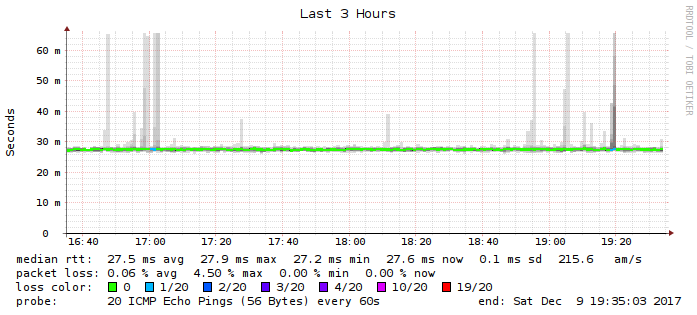 Last 3 Hours
RRDTOOL / TOBI OETIKER
Seconds
60 m
50 m
40 m
30 m
20 m
10 m
0
16:40 17:00 17:20 17:40 18:00 18:20 18:40 19:00 19:20
median rtt: 27.5 ms avg 27.9 ms max 27.2 ms min 27.6 ms now 0.1 ms sd 215.6 am/s
packet loss: 0.06 % avg 4.50 % max 0.00 % min 0.00 % now
loss color: 0 1/20 2/20 3/20 4/20 10/20 19/20
probe: 20 ICMP Echo Pings (56 Bytes) every 60s end: Sat Dec 9 19:35:03 2017